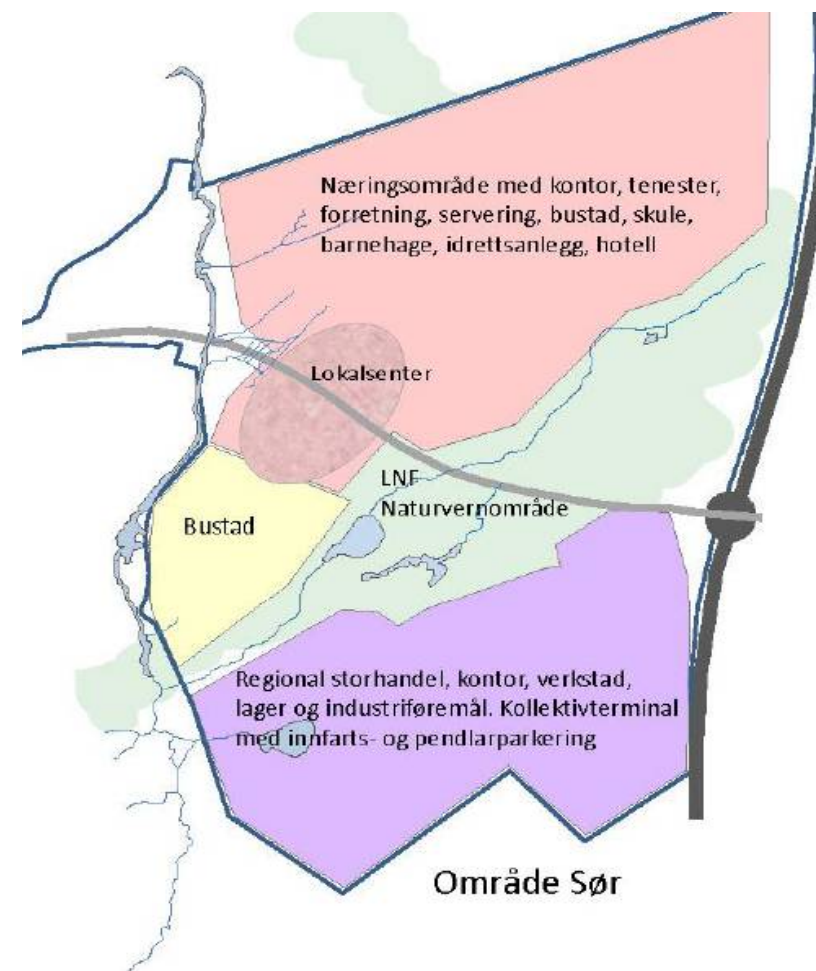 Næringsområde med kontor, tenester,
forretning, servering, bustad, skule,
barnehage, idrettsanlegg, hotell
Lokalsenter
LNF
Naturvernområde
Bustad
Regional storhandel, kontor, verkstad,
lager og industriføremål. Kollektivterminal
med innfarts- og pendlarparkering
Område Sør